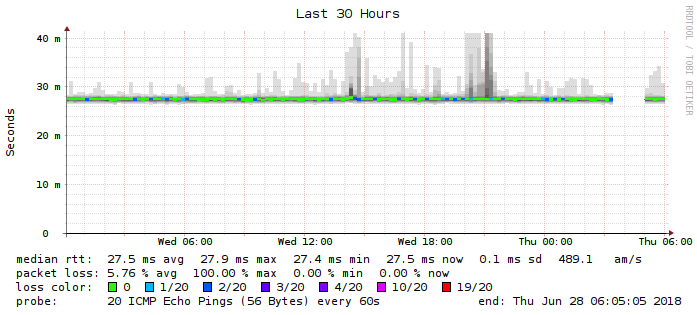 Last 30 Hours
RRDTOOL / TOBI OETIKER
Seconds
40 m
30 m
20 m
10 m
0
Wed 06:00 Wed 12:00 Wed 18:00 Thu 00:00 Thu 06:00
median rtt: 27.5 ms avg 27.9 ms max 27.4 ms min 27.5 ms now 0.1 ms sd 489.1 am/s
packet loss: 5.76 % avg 100.00 % max 0.00 % min 0.00 % now
loss color: 0 1/20 2/20 3/20 4/20 10/20 19/20
probe: 20 ICMP Echo Pings (56 Bytes) every 60s end: Thu Jun 28 06:05:05 2018